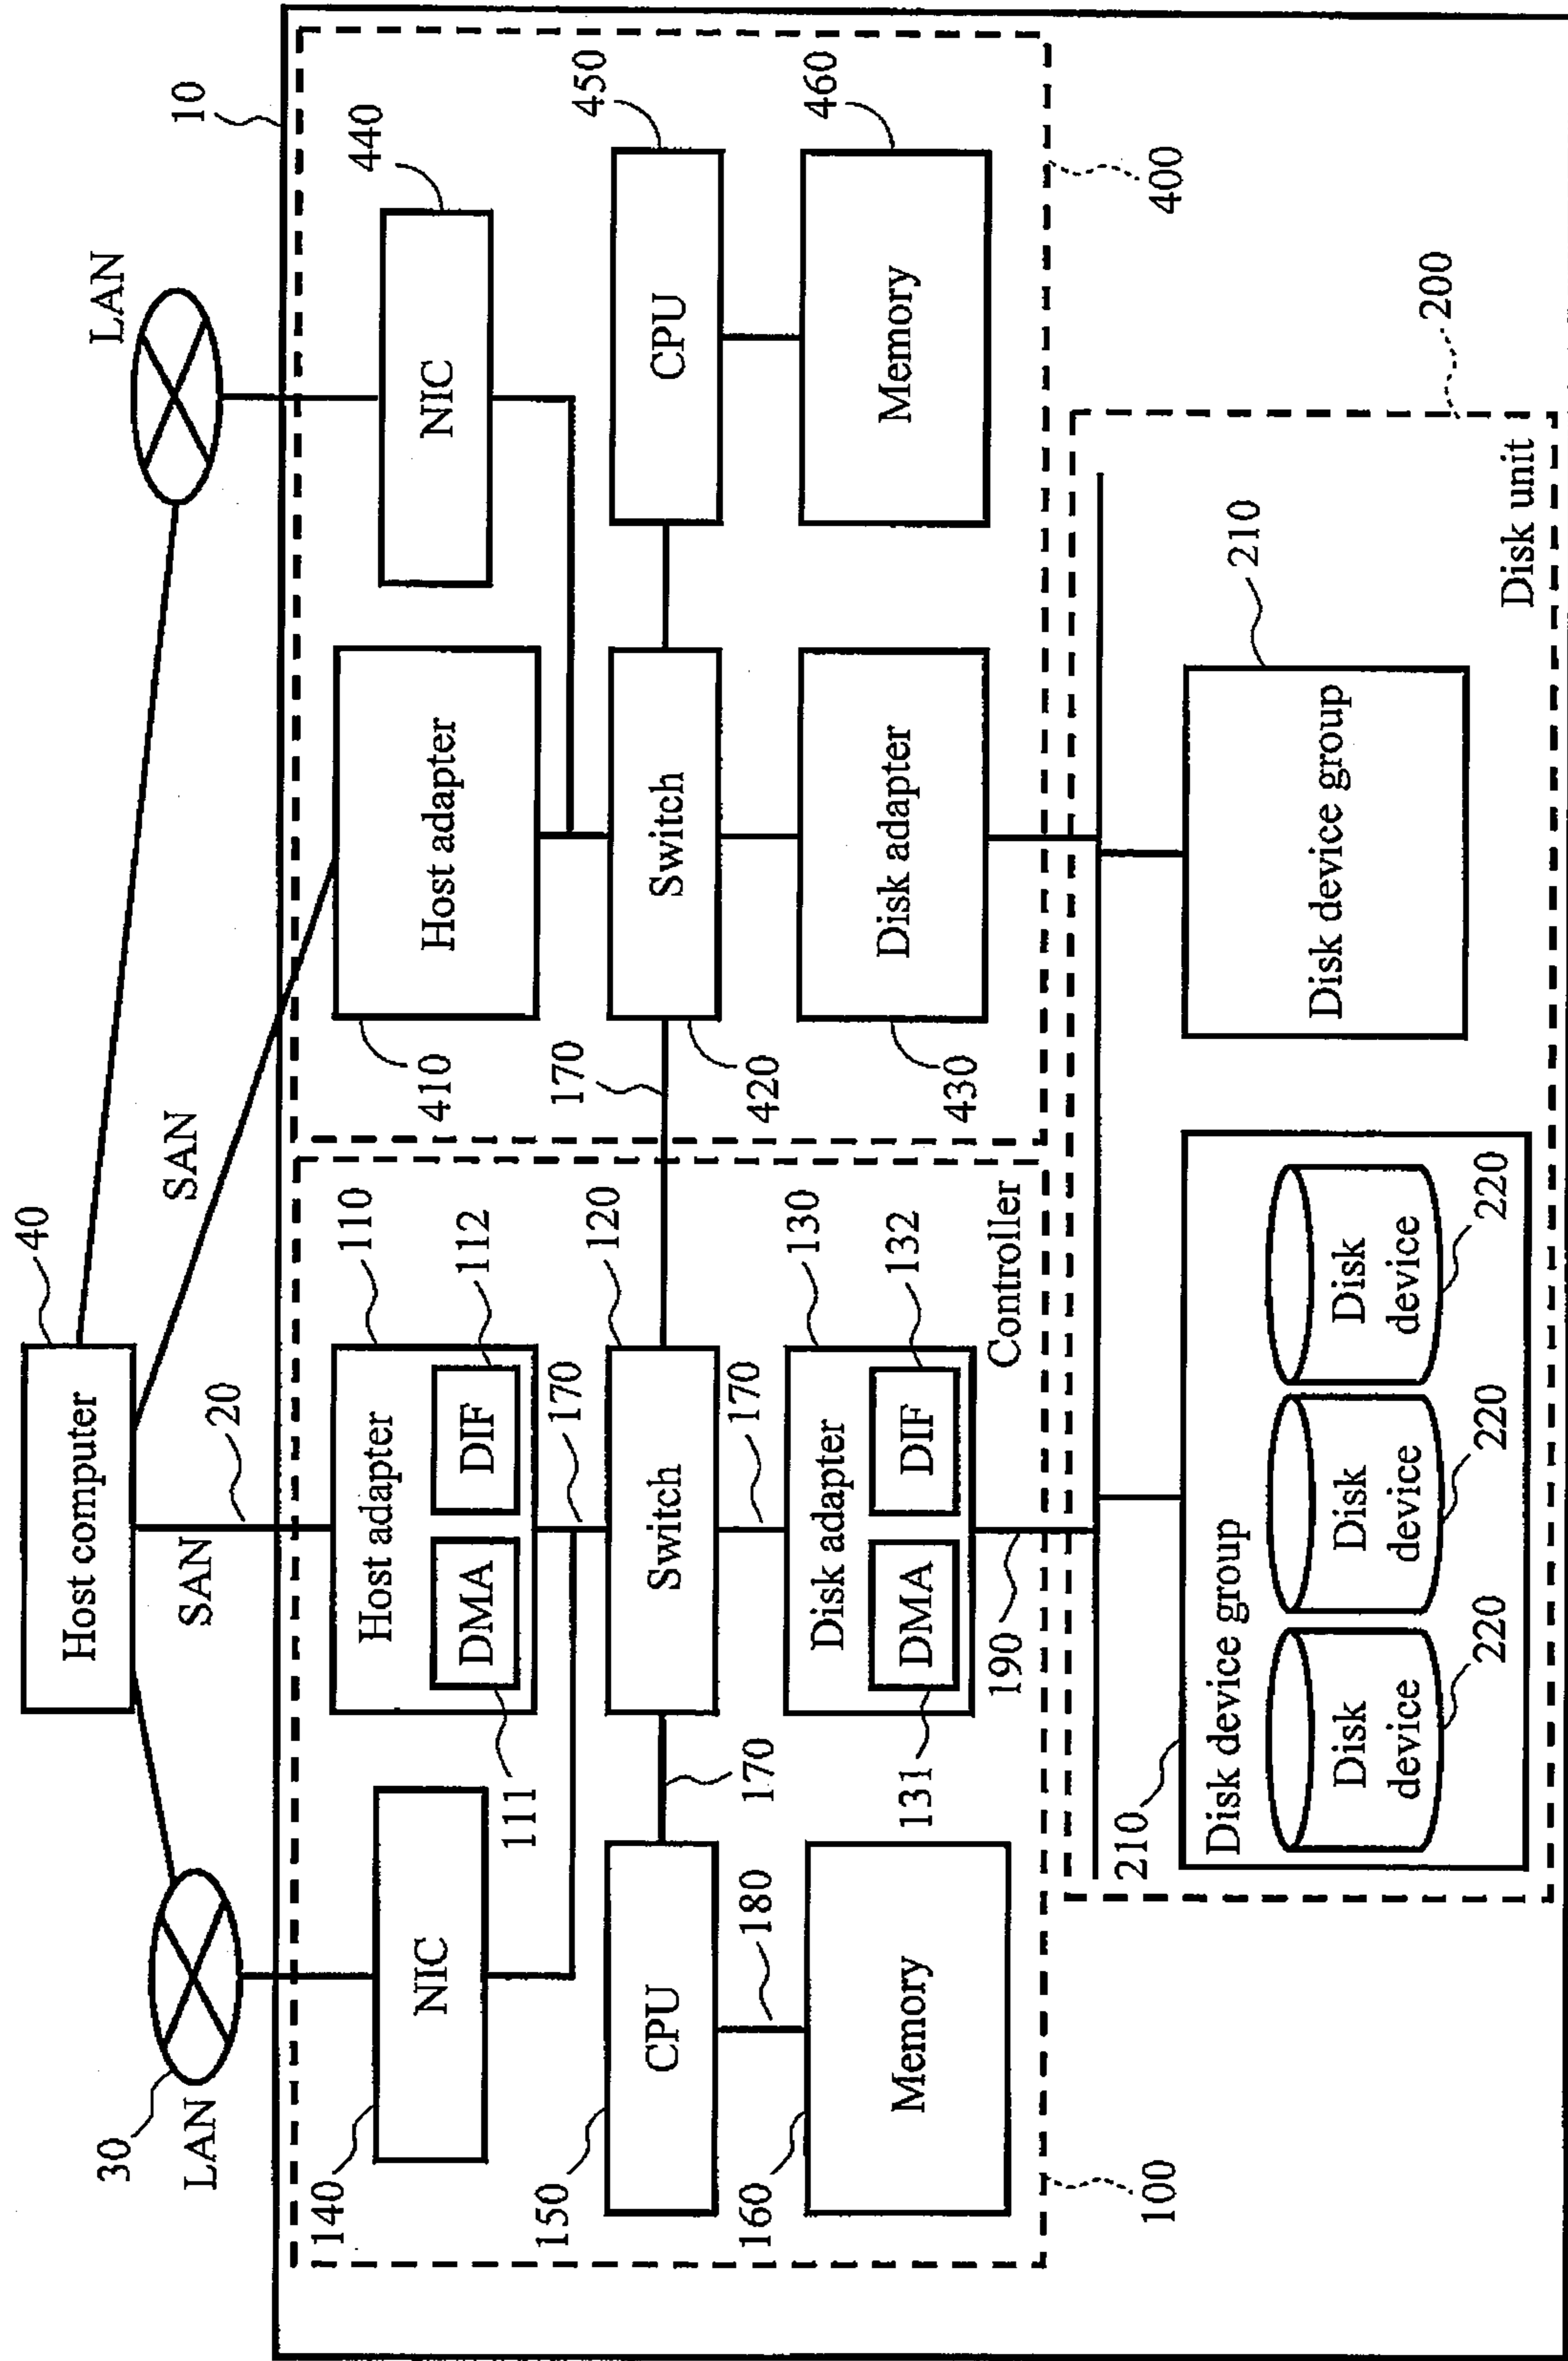 40
Host computer
SAN
20
SAN
LAN
30
LAN
10
140
NIC
110
Host adapter
DMA
DIF
111
112
170
410
Host adapter
440
NIC
150
CPU
170
120
Switch
170
170
420
Switch
450
CPU
180
160
Memory
130
Disk adapter
DMA
DIF
131
132
Controller
430
Disk adapter
460
Memory
100
190
400
200
Disk unit
210
Disk device group
Disk
device
220
Disk
device
220
Disk
device
220
210
Disk device group